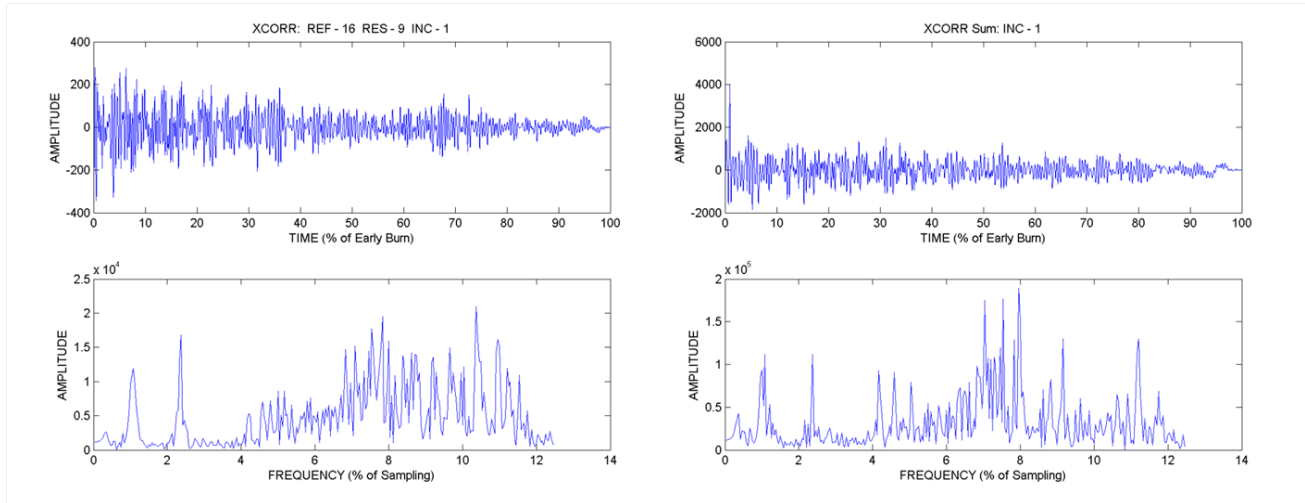 XCORR: REF - 16 RES - 9 INC - 1
400
200
0
-200
-400
AMPLITUDE
0 10 20 30 40 50 60 70 80 90 100
TIME (% of Early Burn)
XCORR Sum: INC - 1
6000
4000
2000
0
-2000
AMPLITUDE
0 10 20 30 40 50 60 70 80 90 100
TIME (% of Early Burn)
x 10^4
2.5
2
1.5
1
0.5
0
AMPLITUDE
0 2 4 6 8 10 12 14
FREQUENCY (% of Sampling)
x 10^5
2
1.5
1
0.5
0
AMPLITUDE
0 2 4 6 8 10 12 14
FREQUENCY (% of Sampling)